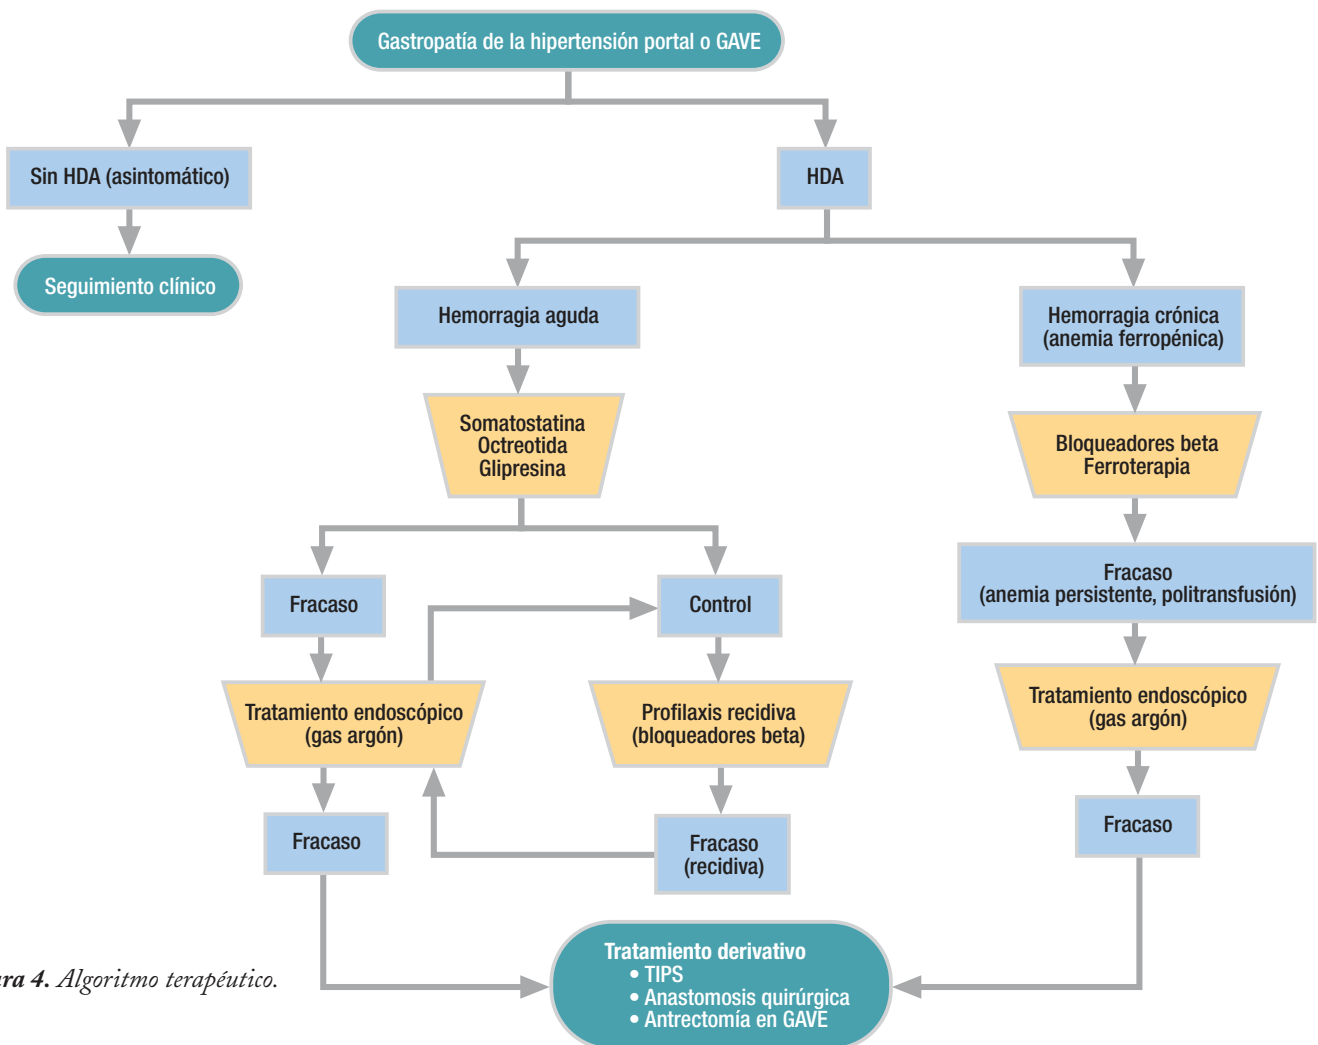 Gastropatía de la hipertensión portal o GAVE
Sin HDA (asintomático)
HDA
Seguimiento clínico
Hemorragia aguda
Hemorragia crónica
(anemia ferropénica)
Somatostatina
Octreotida
Glipresina
Bloqueadores beta
Ferroterapia
Fracaso
Control
Fracaso
(anemia persistente, politransfusión)
Tratamiento endoscópico
(gas argón)
Profilaxis recidiva
(bloqueadores beta)
Tratamiento endoscópico
(gas argón)
Fracaso
Fracaso
(recidiva)
Fracaso
Tratamiento derivativo
• TIPS
• Anastomosis quirúrgica
• Antrectomía en GAVE
ra 4. Algoritmo terapéutico.